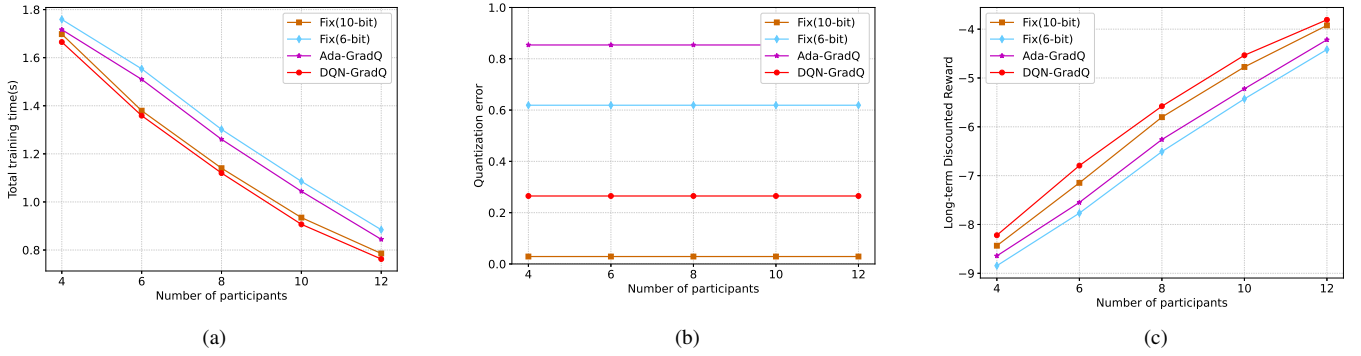 1.8
1.6
1.4
1.2
1.0
0.8
4
6
8
10
12
Total training time(s)
Number of participants
Fix(10-bit)
Fix(6-bit)
Ada-GradQ
DQN-GradQ
(a)
1.0
0.8
0.6
0.4
0.2
0.0
4
6
8
10
12
Quantization error
Number of participants
Fix(10-bit)
Fix(6-bit)
Ada-GradQ
DQN-GradQ
(b)
−4
−5
−6
−7
−8
−9
4
6
8
10
12
Long-term Discounted Reward
Number of participants
Fix(10-bit)
Fix(6-bit)
Ada-GradQ
DQN-GradQ
(c)